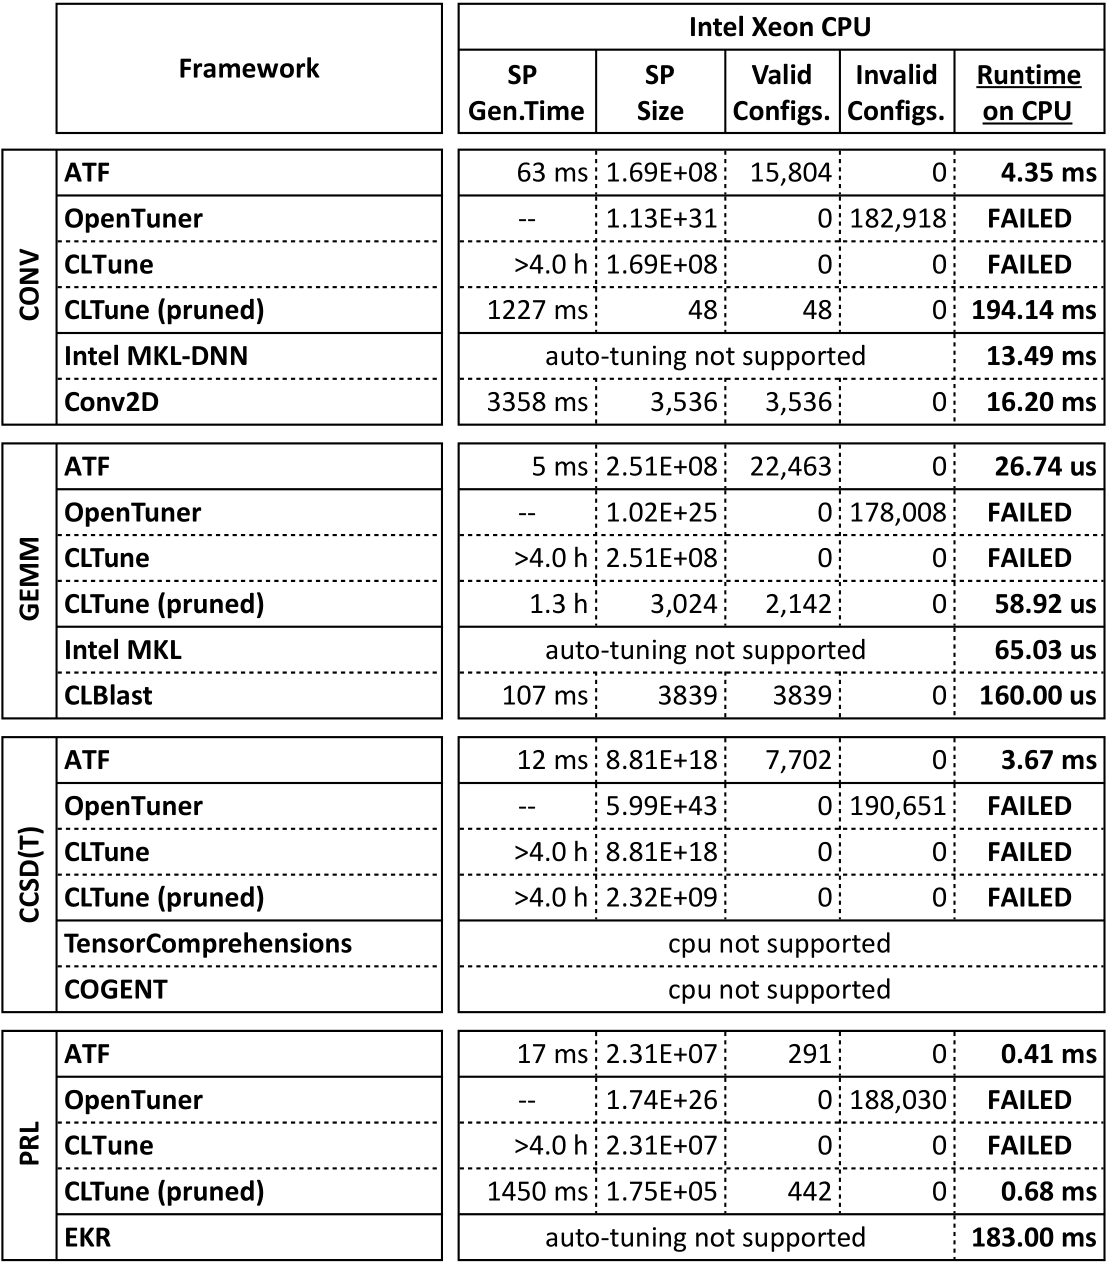 Framework
Intel Xeon CPU
SP Gen.Time
SP Size
Valid Configs.
Invalid Configs.
Runtime on CPU
CONV
ATF 63 ms 1.69E+08 15,804 0 4.35 ms
OpenTuner -- 1.13E+31 0 182,918 FAILED
CLTune >4.0 h 1.69E+08 0 0 FAILED
CLTune (pruned) 1227 ms 48 48 0 194.14 ms
Intel MKL-DNN auto-tuning not supported 13.49 ms
Conv2D 3358 ms 3,536 3,536 0 16.20 ms
GEMM
ATF 5 ms 2.51E+08 22,463 0 26.74 us
OpenTuner -- 1.02E+25 0 178,008 FAILED
CLTune >4.0 h 2.51E+08 0 0 FAILED
CLTune (pruned) 1.3 h 3,024 2,142 0 58.92 us
Intel MKL auto-tuning not supported 65.03 us
CLBlast 107 ms 3839 3839 0 160.00 us
CCSD(T)
ATF 12 ms 8.81E+18 7,702 0 3.67 ms
OpenTuner -- 5.99E+43 0 190,651 FAILED
CLTune >4.0 h 8.81E+18 0 0 FAILED
CLTune (pruned) >4.0 h 2.32E+09 0 0 FAILED
TensorComprehensions cpu not supported
COGENT cpu not supported
PRL
ATF 17 ms 2.31E+07 291 0 0.41 ms
OpenTuner -- 1.74E+26 0 188,030 FAILED
CLTune >4.0 h 2.31E+07 0 0 FAILED
CLTune (pruned) 1450 ms 1.75E+05 442 0 0.68 ms
EKR auto-tuning not supported 183.00 ms